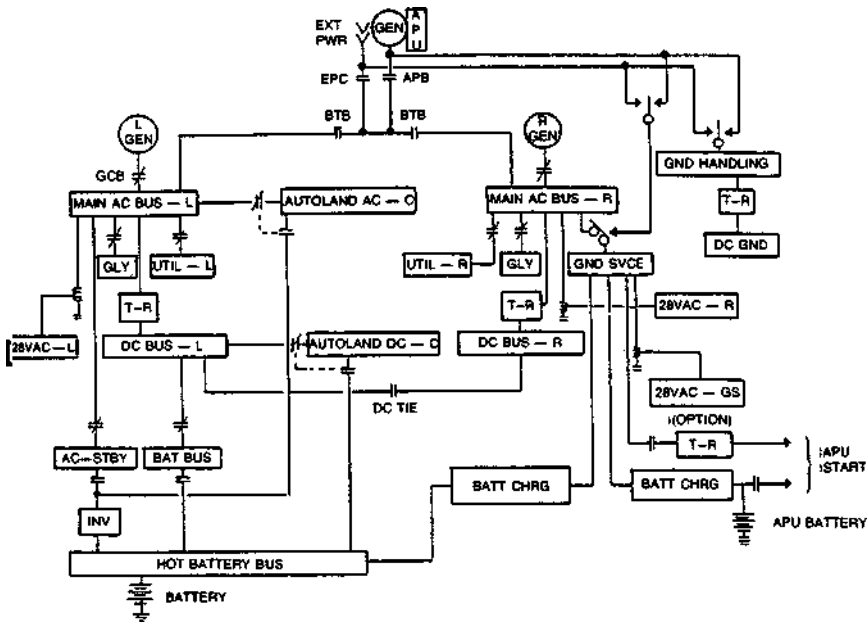 EXT
PWR
GEN
APU
EPC
APB
BTB
BTB
L
GEN
R
GEN
GCB
GND HANDLING
T-R
DC GND
MAIN AC BUS — L
AUTOLAND AC — C
MAIN AC BUS — R
GLY
UTIL — L
UTIL — R
GLY
GND SVCE
T-R
T-R
28VAC — R
28VAC — L
DC BUS — L
AUTOLAND DC — C
DC BUS — R
28VAC — GS
DC TIE
(OPTION)
T-R
APU
START
AC—STBY
BAT BUS
BATT CHRG
BATT CHRG
APU BATTERY
INV
HOT BATTERY BUS
BATTERY